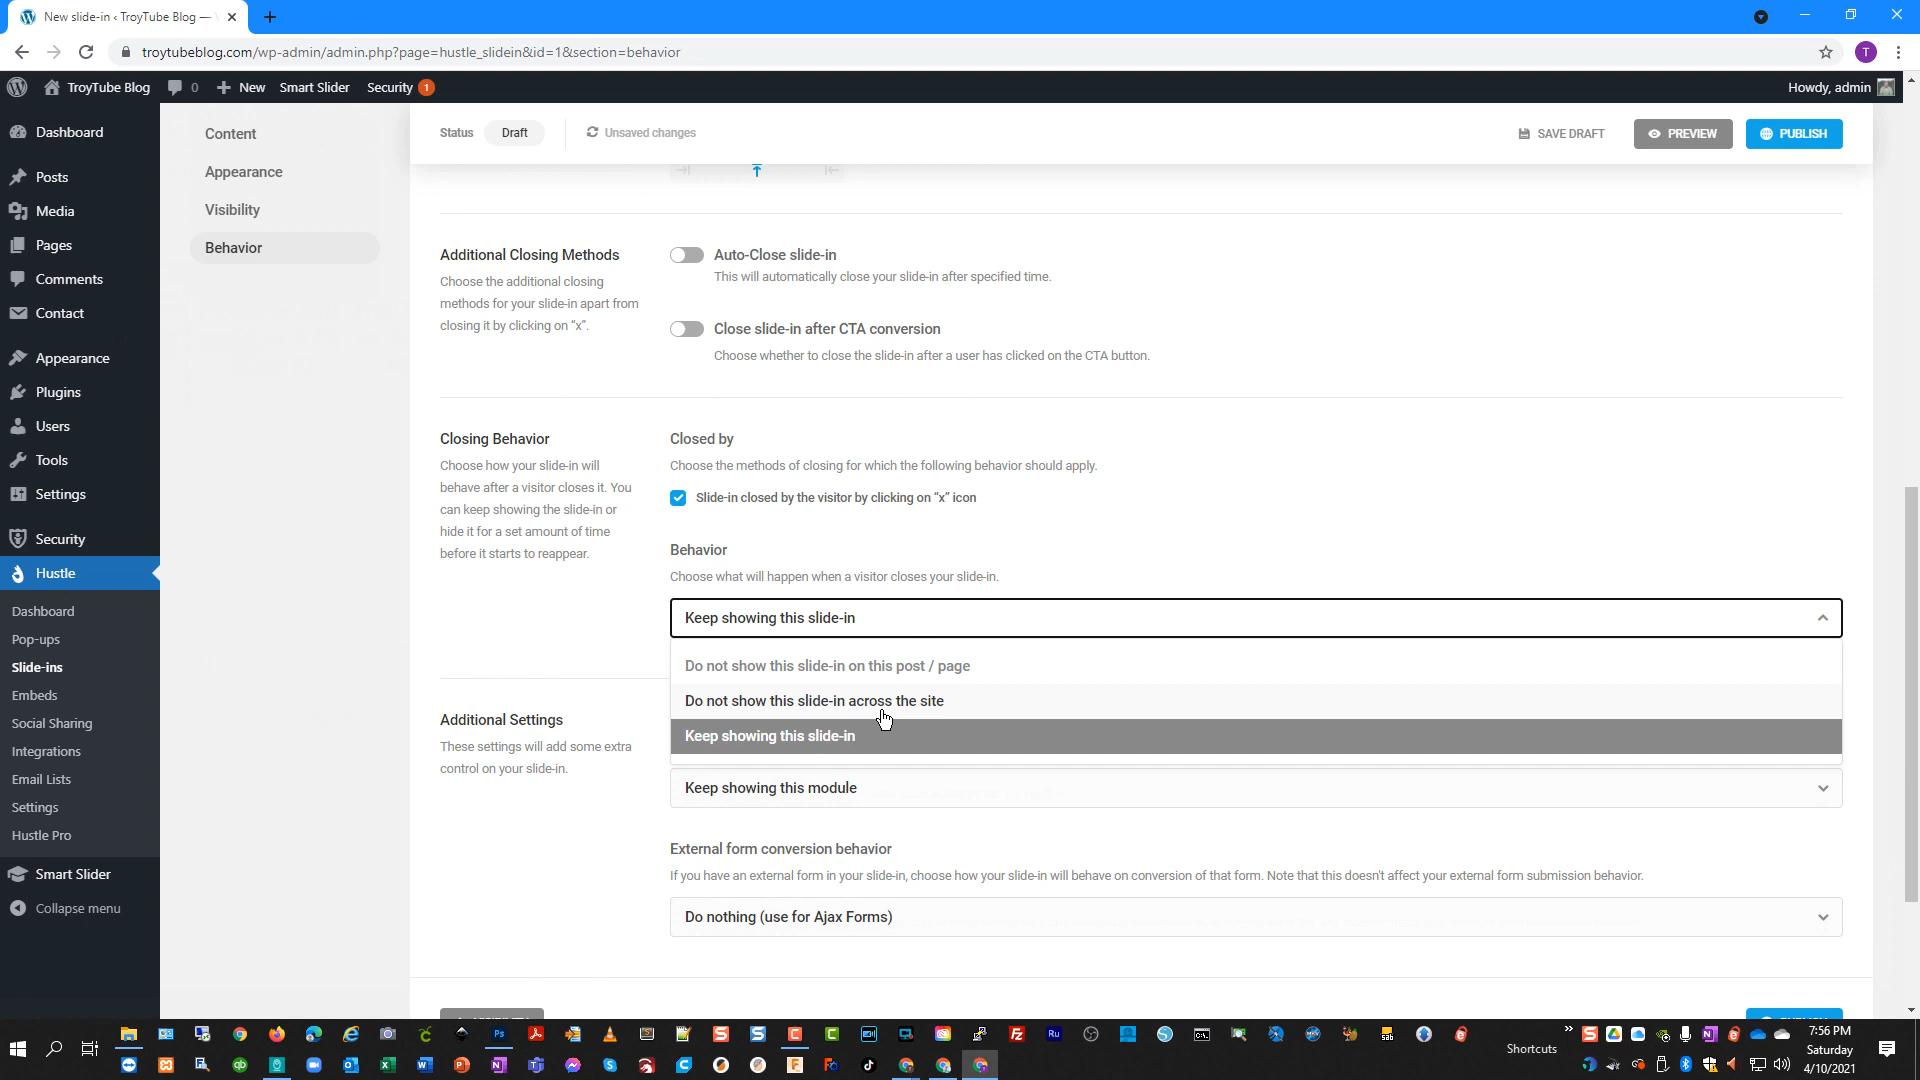 New slide-in ‹ TroyTube Blog —
troytubeblog.com/wp-admin/admin.php?page=hustle_slidein&id=1&section=behavior
T
TroyTube Blog
0
New
Smart Slider
Security 1
Howdy, admin
Dashboard
Posts
Media
Pages
Comments
Contact
Appearance
Plugins
Users
Tools
Settings
Security
Hustle
Dashboard
Pop-ups
Slide-ins
Embeds
Social Sharing
Integrations
Email Lists
Settings
Hustle Pro
Smart Slider
Collapse menu
Content
Appearance
Visibility
Behavior
Status
Draft
Unsaved changes
SAVE DRAFT
PREVIEW
PUBLISH
Additional Closing Methods
Choose the additional closing
methods for your slide-in apart from
closing it by clicking on “x”.
Auto-Close slide-in
This will automatically close your slide-in after specified time.
Close slide-in after CTA conversion
Choose whether to close the slide-in after a user has clicked on the CTA button.
Closing Behavior
Choose how your slide-in will
behave after a visitor closes it. You
can keep showing the slide-in or
hide it for a set amount of time
before it starts to reappear.
Closed by
Choose the methods of closing for which the following behavior should apply.
Slide-in closed by the visitor by clicking on “x” icon
Behavior
Choose what will happen when a visitor closes your slide-in.
Keep showing this slide-in
Do not show this slide-in on this post / page
Do not show this slide-in across the site
Keep showing this slide-in
Additional Settings
These settings will add some extra
control on your slide-in.
Keep showing this module
External form conversion behavior
If you have an external form in your slide-in, choose how your slide-in will behave on conversion of that form. Note that this doesn't affect your external form submission behavior.
Do nothing (use for Ajax Forms)
Shortcuts
7:56 PM
Saturday
4/10/2021